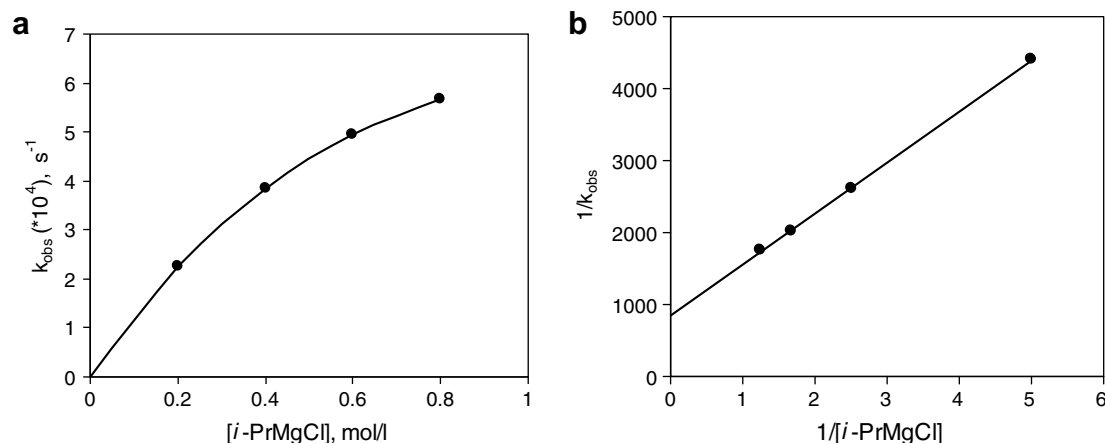 a
7
6
5
4
3
2
1
0
k_obs (*10^4), s^-1
0 0.2 0.4 0.6 0.8 1
[i-PrMgCl], mol/l
b
5000
4000
3000
2000
1000
0
1/k_obs
0 1 2 3 4 5 6
1/[i-PrMgCl]